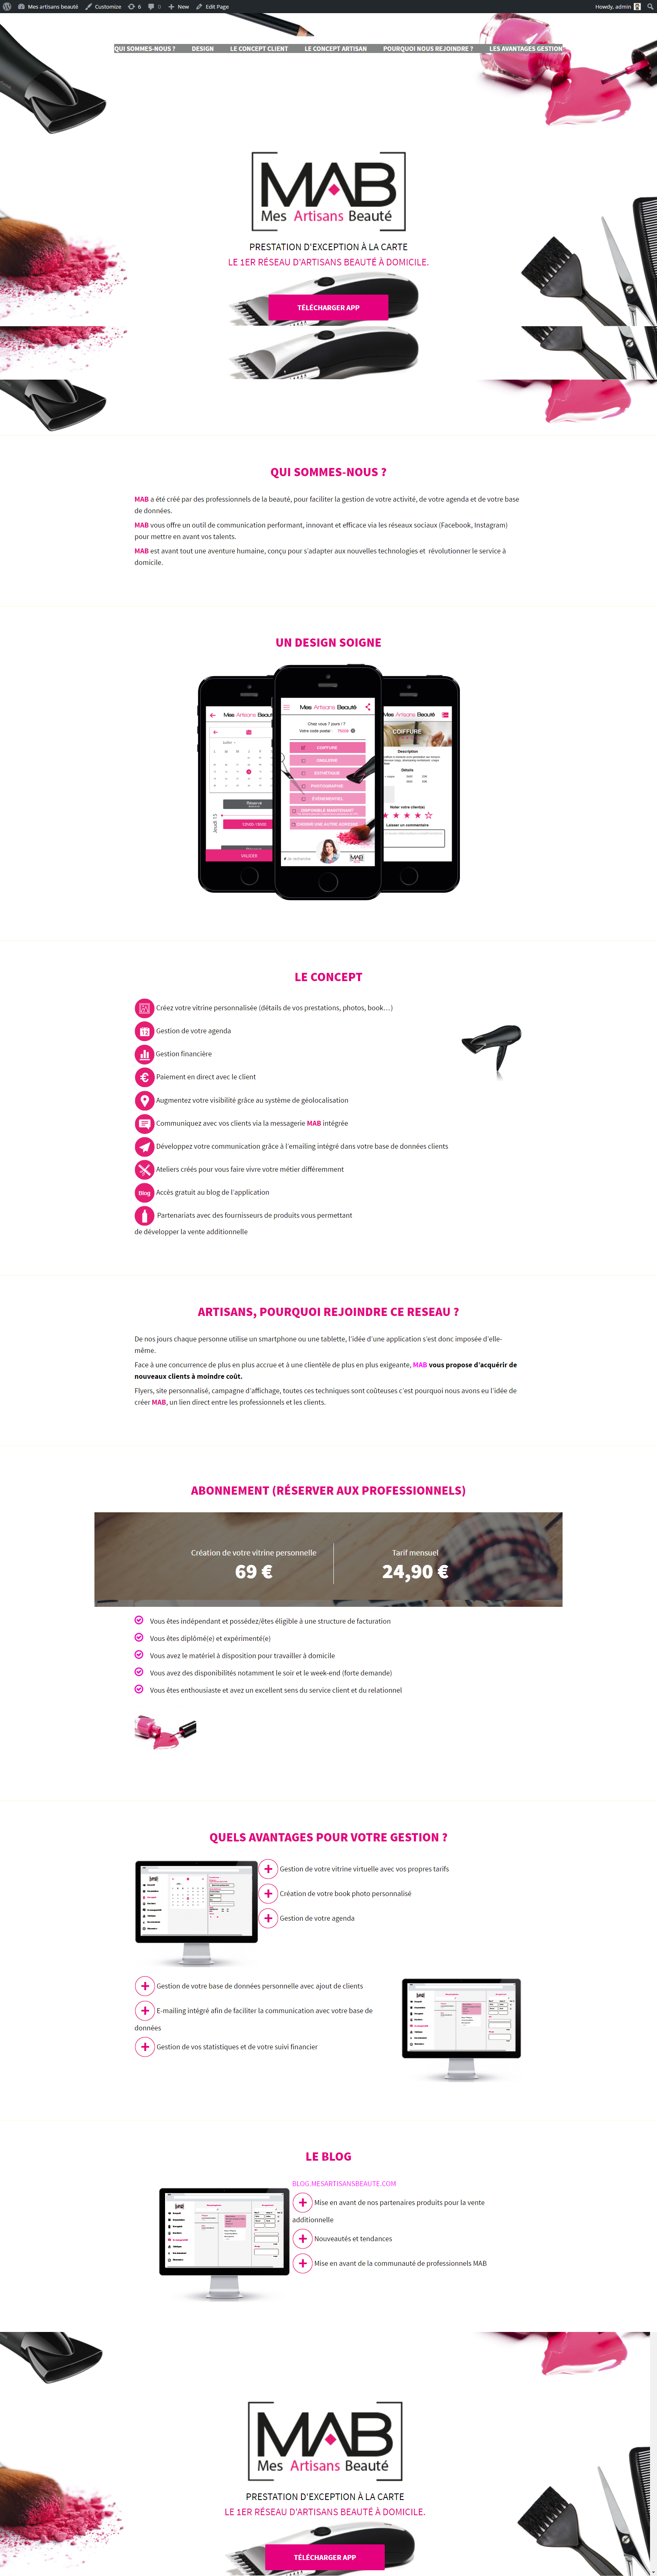 Mes artisans beauté Customize 6 0 New Edit Page Howdy, admin
QUI SOMMES-NOUS ? DESIGN LE CONCEPT CLIENT LE CONCEPT ARTISAN POURQUOI NOUS REJOINDRE ? LES AVANTAGES GESTION
MAB
Mes Artisans Beauté
PRESTATION D'EXCEPTION À LA CARTE
LE 1ER RÉSEAU D'ARTISANS BEAUTÉ À DOMICILE.
TÉLÉCHARGER APP
QUI SOMMES-NOUS ?
MAB a été créé par des professionnels de la beauté, pour faciliter la gestion de votre activité, de votre agenda et de votre base
de données.
MAB vous offre un outil de communication performant, innovant et efficace via les réseaux sociaux (Facebook, Instagram)
pour mettre en avant vos talents.
MAB est avant tout une aventure humaine, conçu pour s'adapter aux nouvelles technologies et révolutionner le service à
domicile.
UN DESIGN SOIGNE
Mes Artisans Beaut
Mes Artisans Beauté
Mes Artisans Beauté
Chez vous 7 jours / 7
Votre code postal :
COIFFURE
COIFFURE
ONGLERIE
ESTHÉTIQUE
PHOTOGRAPHE
ÉVÉNEMENTIEL
DISPONIBLE MAINTENANT
CHOISIR UNE AUTRE ADRESSE
Je recherche
MAB
Juillet
Jeudi 15
Réservé
VALIDER
Description
Détails
Noter votre client(e)
Laisser un commentaire
LE CONCEPT
Créez votre vitrine personnalisée (détails de vos prestations, photos, book…)
12 Gestion de votre agenda
Gestion financière
€ Paiement en direct avec le client
Augmentez votre visibilité grâce au système de géolocalisation
Communiquez avec vos clients via la messagerie MAB intégrée
Développez votre communication grâce à l'emailing intégré dans votre base de données clients
Ateliers créés pour vous faire vivre votre métier différemment
Blog Accès gratuit au blog de l'application
Partenariats avec des fournisseurs de produits vous permettant
de développer la vente additionnelle
ARTISANS, POURQUOI REJOINDRE CE RESEAU ?
De nos jours chaque personne utilise un smartphone ou une tablette, l'idée d'une application s'est donc imposée d'elle-
même.
Face à une concurrence de plus en plus accrue et à une clientèle de plus en plus exigeante, MAB vous propose d'acquérir de
nouveaux clients à moindre coût.
Flyers, site personnalisé, campagne d'affichage, toutes ces techniques sont coûteuses c'est pourquoi nous avons eu l'idée de
créer MAB, un lien direct entre les professionnels et les clients.
ABONNEMENT (RÉSERVER AUX PROFESSIONNELS)
Création de votre vitrine personnelle Tarif mensuel
69 € 24,90 €
Vous êtes indépendant et possédez/êtes éligible à une structure de facturation
Vous êtes diplômé(e) et expérimenté(e)
Vous avez le matériel à disposition pour travailler à domicile
Vous avez des disponibilités notamment le soir et le week-end (forte demande)
Vous êtes enthousiaste et avez un excellent sens du service client et du relationnel
QUELS AVANTAGES POUR VOTRE GESTION ?
Gestion de votre vitrine virtuelle avec vos propres tarifs
Création de votre book photo personnalisé
Gestion de votre agenda
Gestion de votre base de données personnelle avec ajout de clients
E-mailing intégré afin de faciliter la communication avec votre base de
données
Gestion de vos statistiques et de votre suivi financier
LE BLOG
BLOG.MESARTISANSBEAUTE.COM
Mise en avant de nos partenaires produits pour la vente
additionnelle
Nouveautés et tendances
Mise en avant de la communauté de professionnels MAB
MAB
Mes Artisans Beauté
PRESTATION D'EXCEPTION À LA CARTE
LE 1ER RÉSEAU D'ARTISANS BEAUTÉ À DOMICILE.
TÉLÉCHARGER APP